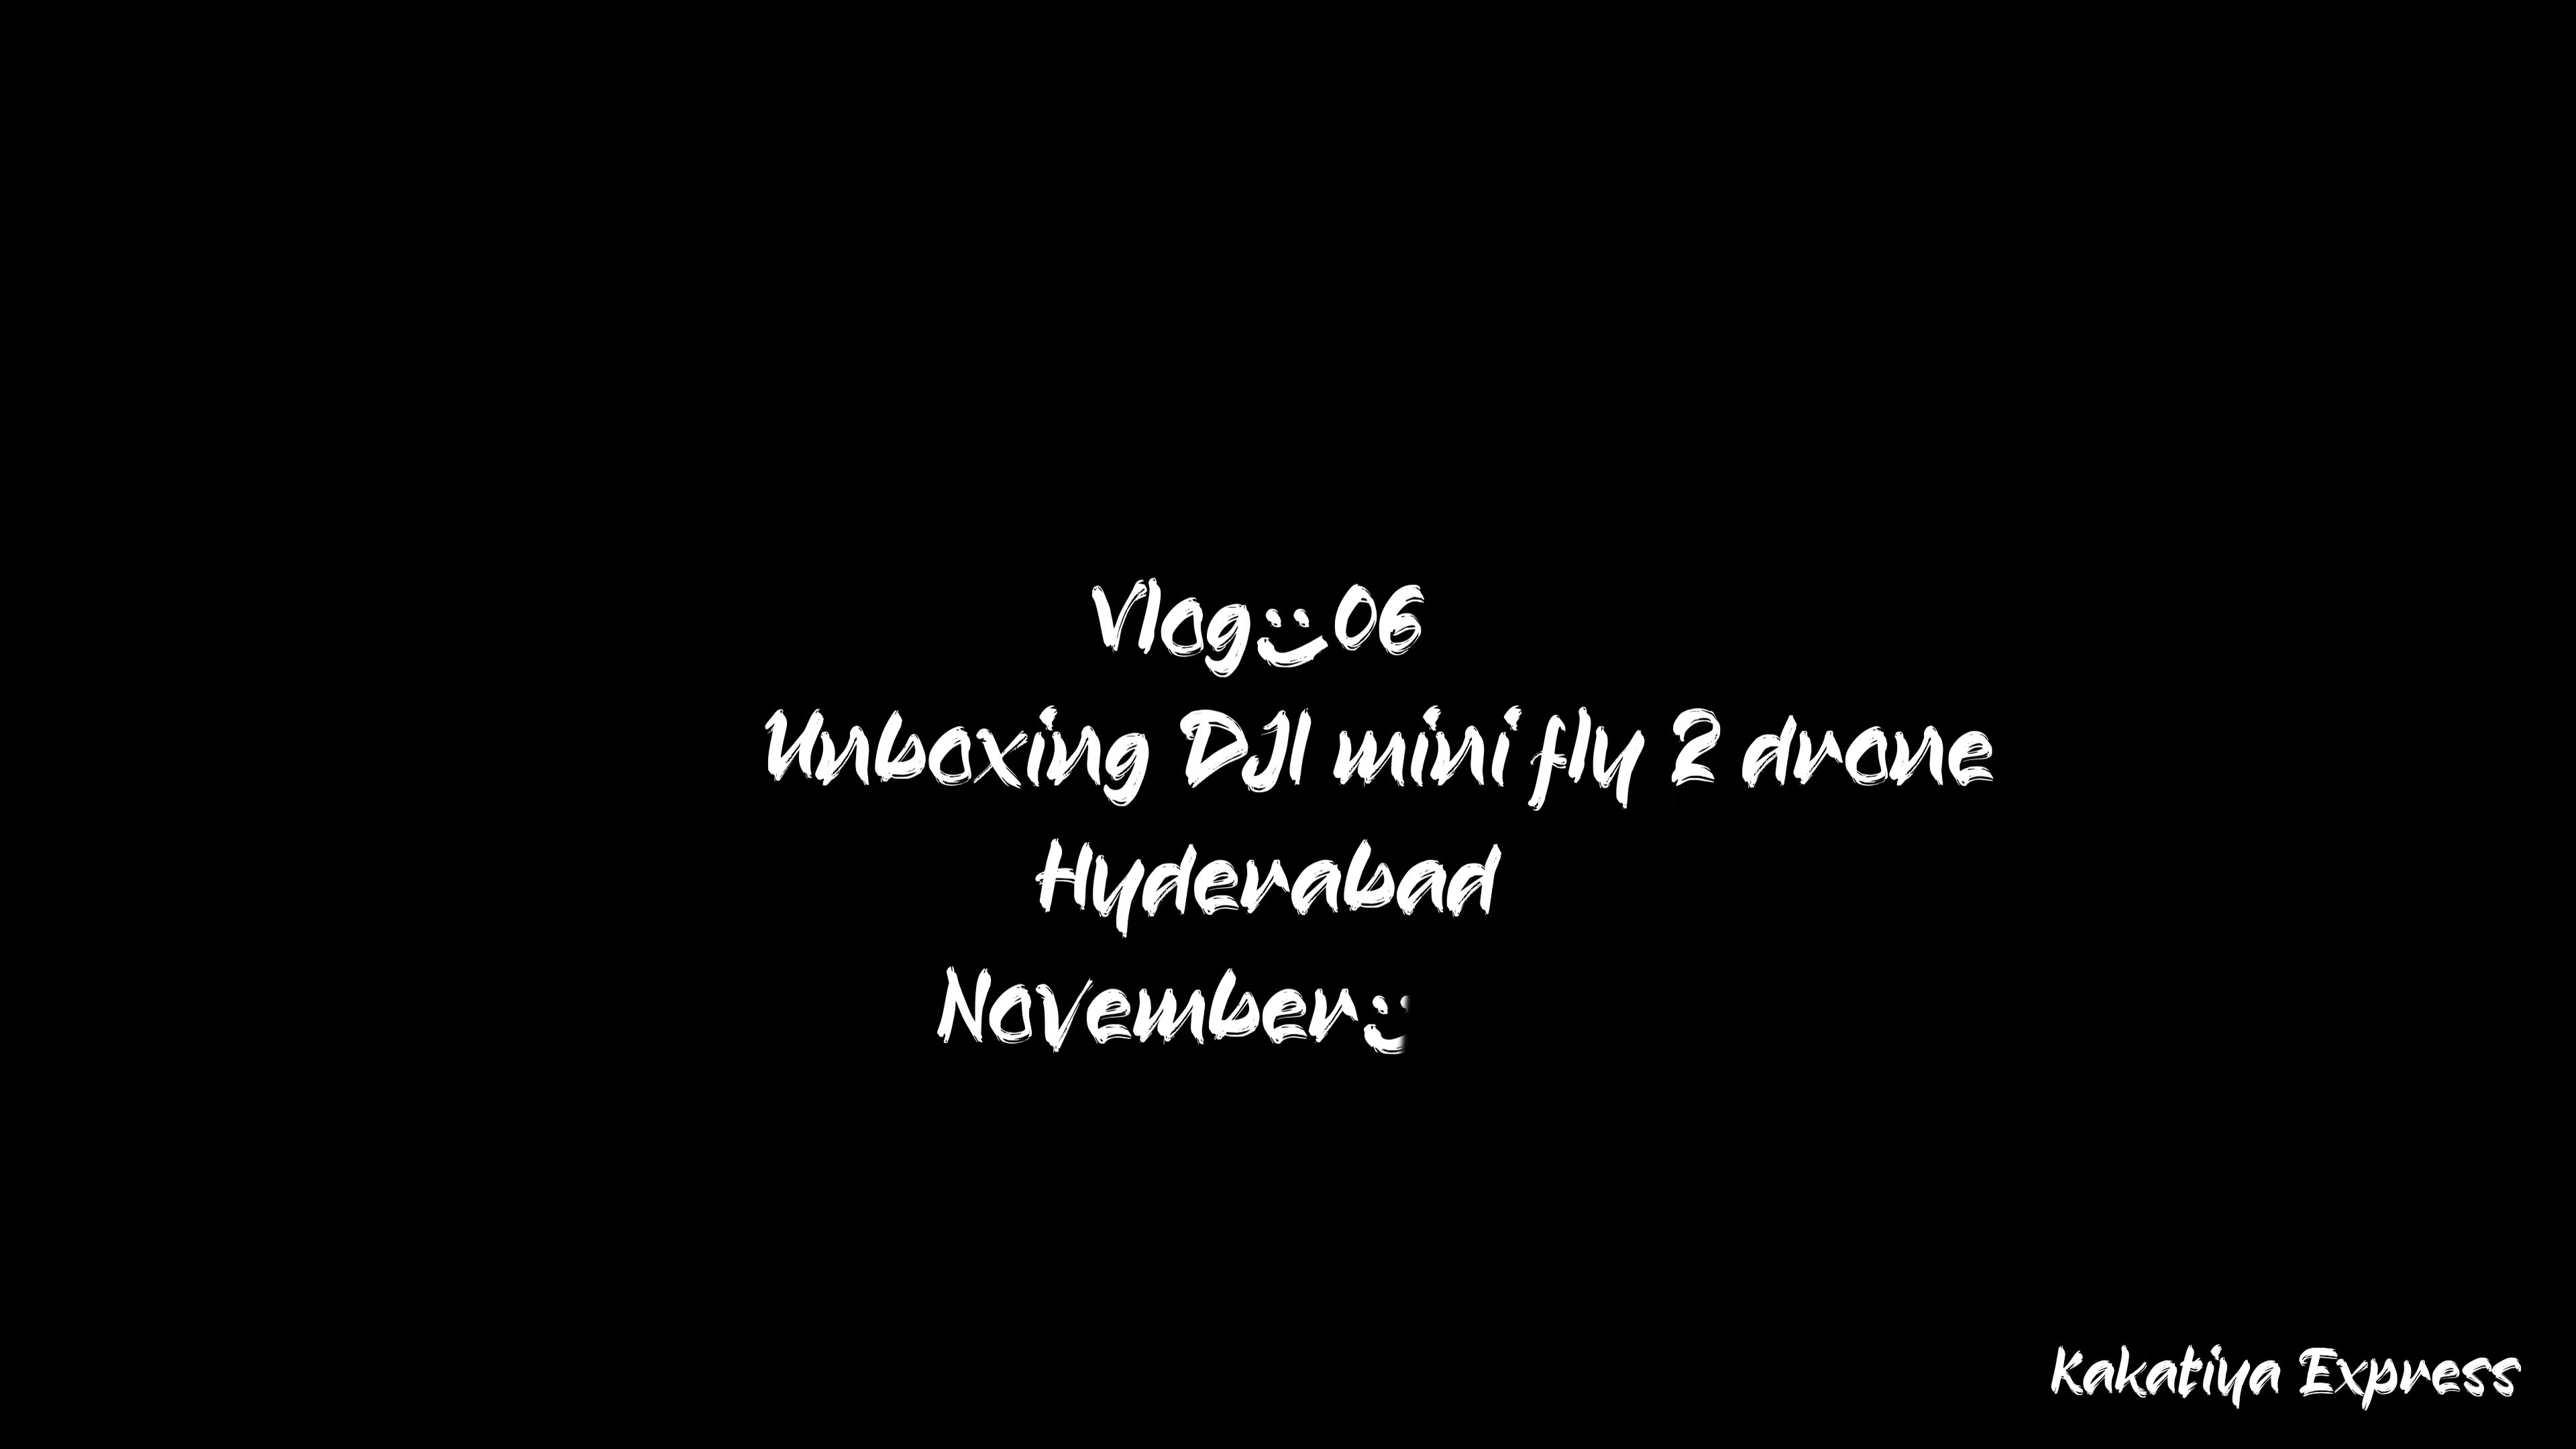 Vlog 06
Unboxing DJI mini fly 2 drone
Hyderabad
November
Kakatiya Express